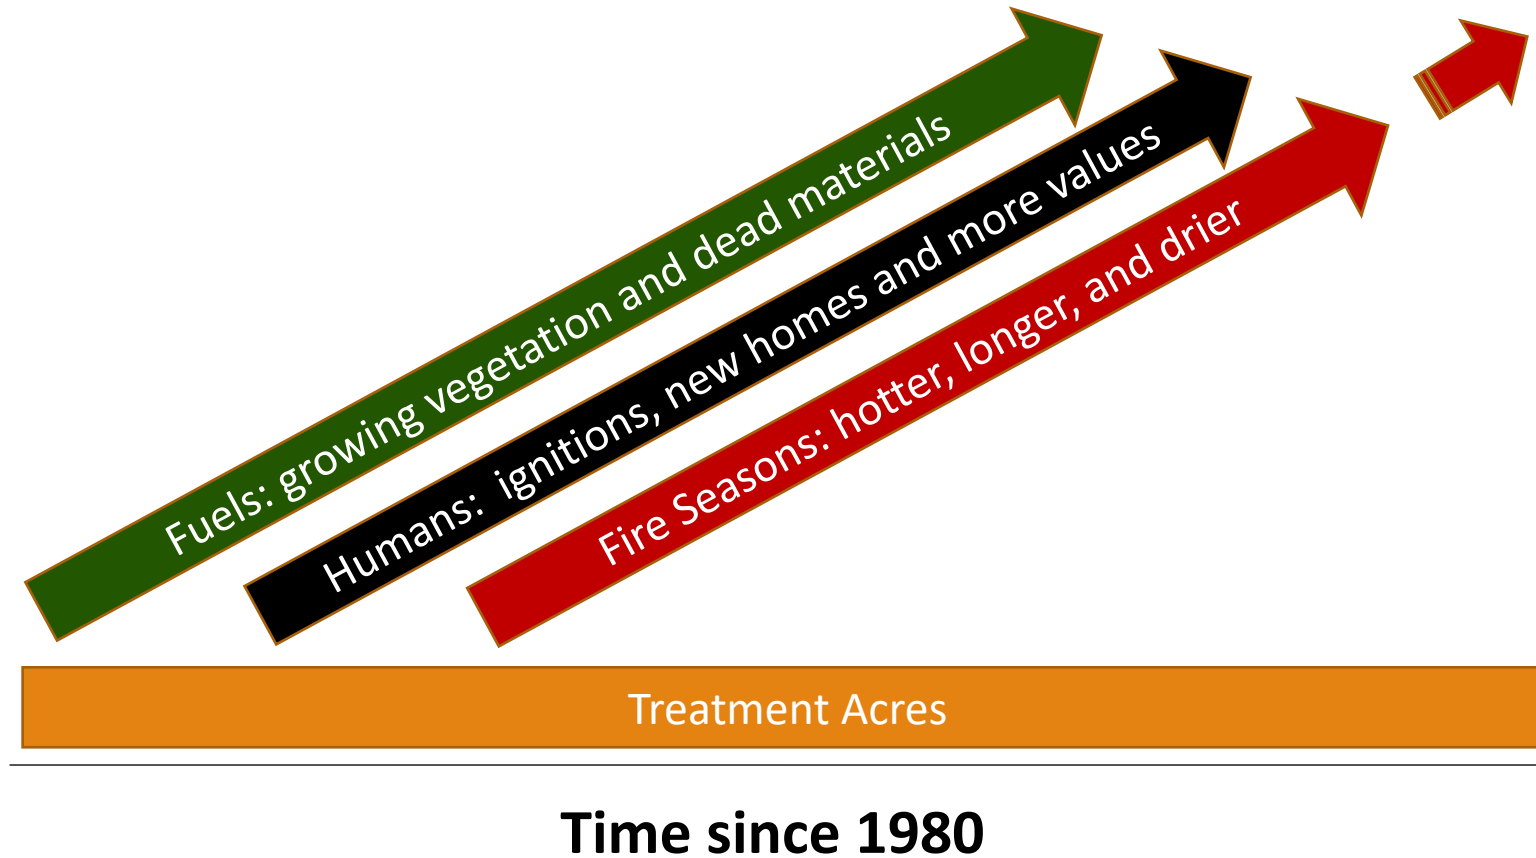 Fuels: growing vegetation and dead materials
Humans:  ignitions, new homes and more values
Fire Seasons: hotter, longer, and drier
Treatment Acres
Time since 1980